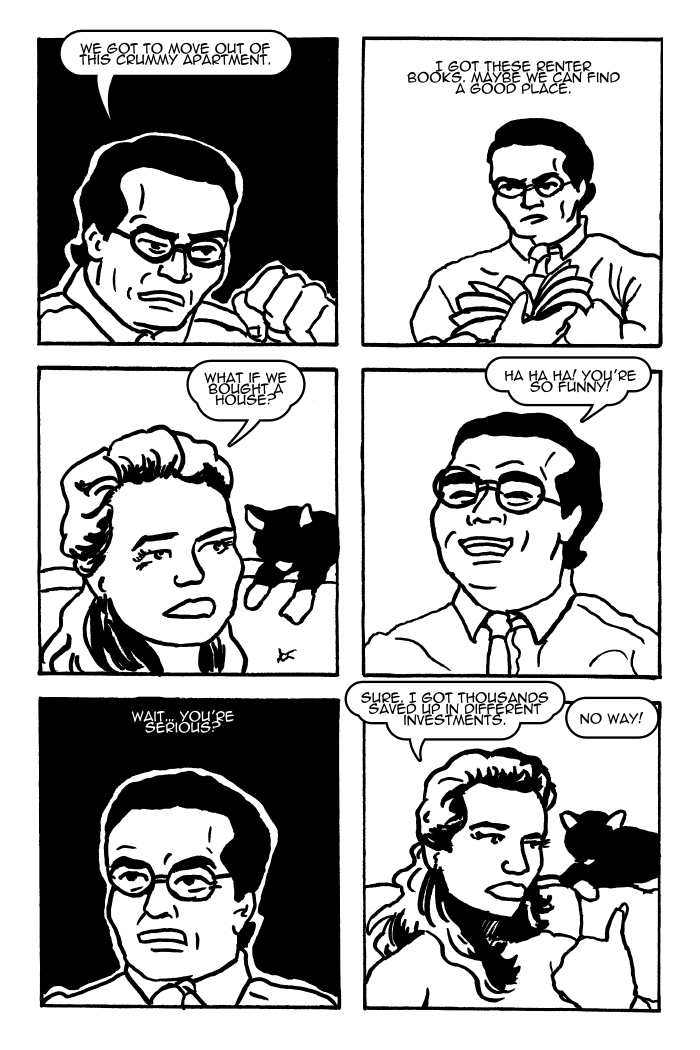 WE GOT TO MOVE OUT OF
THIS CRUMMY APARTMENT.
I GOT THESE RENTER
BOOKS. MAYBE WE CAN FIND
A GOOD PLACE.
WHAT IF WE
BOUGHT A
HOUSE?
HA HA HA! YOU'RE
SO FUNNY!
WAIT... YOU'RE
SERIOUS?
SURE, I GOT THOUSANDS
SAVED UP IN DIFFERENT
INVESTMENTS.
NO WAY!